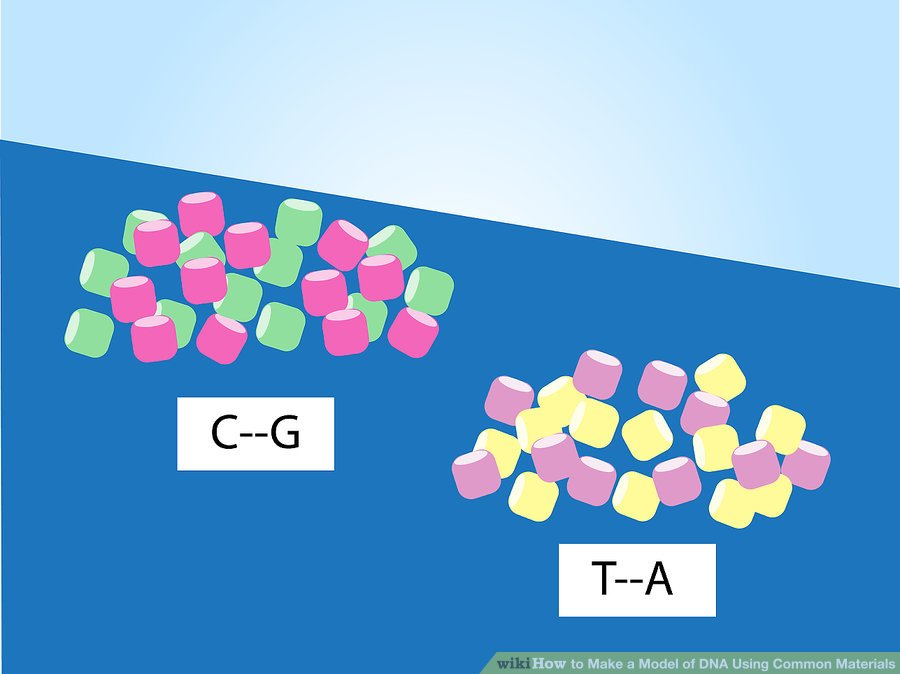 C--G
T--A
wikiHow to Make a Model of DNA Using Common Materials